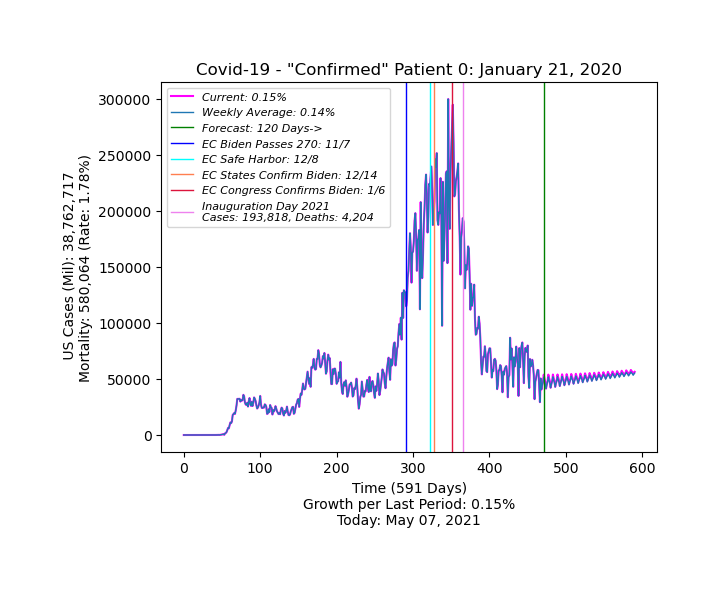 Covid-19 - "Confirmed" Patient 0: January 21, 2020
300000
250000
200000
150000
100000
50000
0
US Cases (Mil): 38,762,717
Mortality: 580,064 (Rate: 1.78%)
Current: 0.15%
Weekly Average: 0.14%
Forecast: 120 Days->
EC Biden Passes 270: 11/7
EC Safe Harbor: 12/8
EC States Confirm Biden: 12/14
EC Congress Confirms Biden: 1/6
Inauguration Day 2021
Cases: 193,818, Deaths: 4,204
0 100 200 300 400 500 600
Time (591 Days)
Growth per Last Period: 0.15%
Today: May 07, 2021